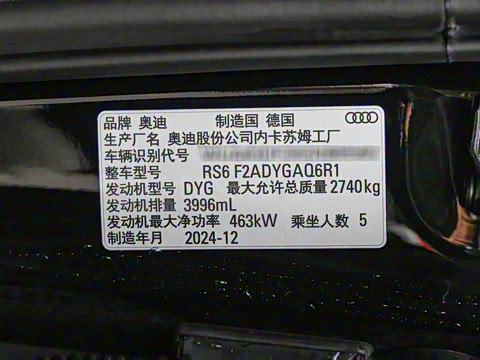 品牌 奥迪 制造国 德国
生产厂名 奥迪股份公司内卡苏姆工厂
车辆识别代号
整车型号 RS6 F2ADYGAQ6R1
发动机型号 DYG 最大允许总质量 2740kg
发动机排量 3996mL
发动机最大净功率 463kW 乘坐人数 5
制造年月 2024-12